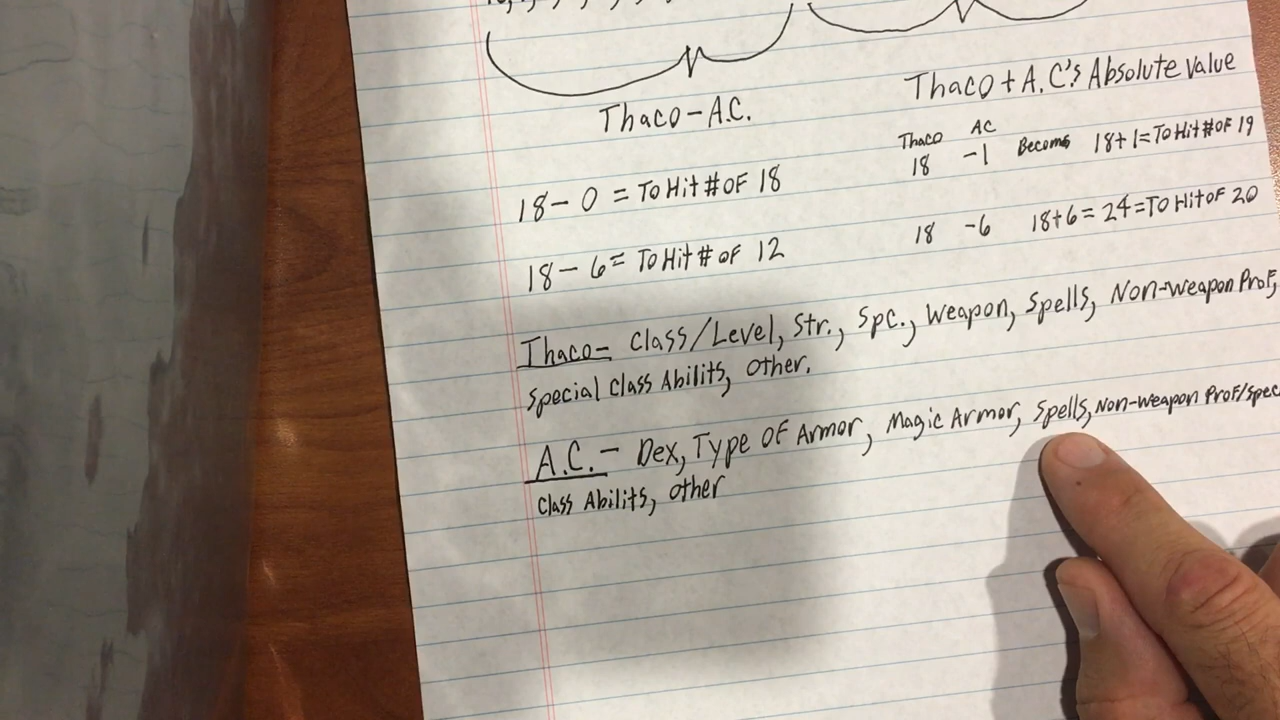 Thaco - A.C.
18 - 0 = To Hit # OF 18
18 - 6 = To Hit # OF 12
Thaco + A.C.'s Absolute Value
Thaco AC
18 -1 Becomes 18+1 = To Hit # OF 19
18 -6 18+6 = 24 = To Hit OF 20
Thaco - Class/Level, Str., Spc., Weapon, Spells, Non-Weapon Prof,
Special Class Abilits, Other.
A.C. - Dex, Type OF Armor, Magic Armor, Spells, Non-Weapon Prof/Spec
Class Abilits, Other